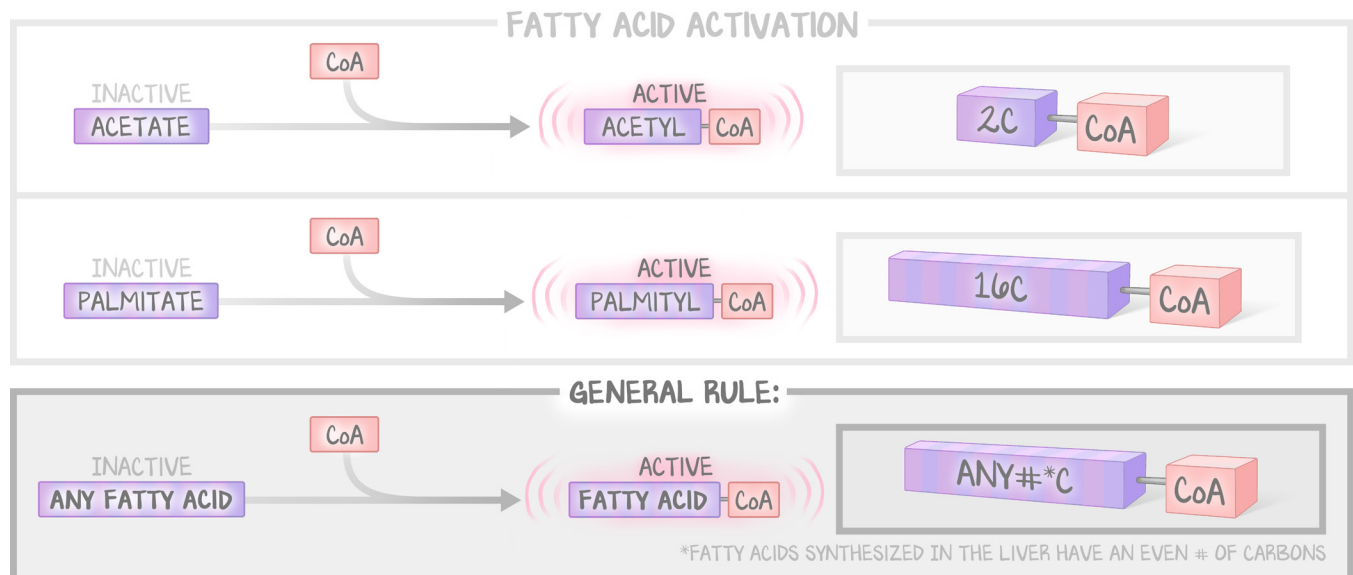 FATTY ACID ACTIVATION
CoA
INACTIVE
ACETATE
ACTIVE
ACETYL CoA
2C CoA
CoA
INACTIVE
PALMITATE
ACTIVE
PALMITYL CoA
16C CoA
GENERAL RULE:
CoA
INACTIVE
ANY FATTY ACID
ACTIVE
FATTY ACID CoA
ANY#*C CoA
*FATTY ACIDS SYNTHESIZED IN THE LIVER HAVE AN EVEN # OF CARBONS